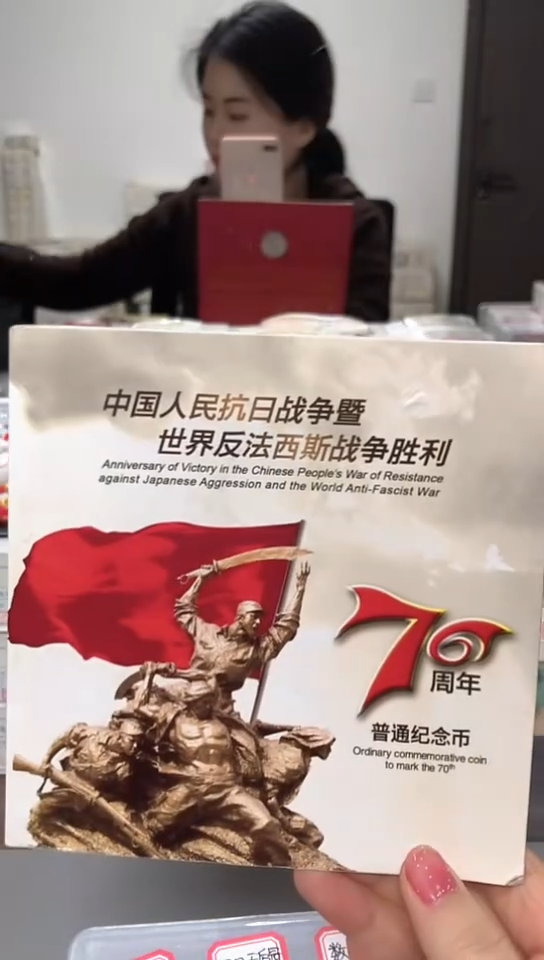 中国人民抗日战争暨
世界反法西斯战争胜利
Anniversary of Victory in the Chinese People's War of Resistance
against Japanese Aggression and the World Anti-Fascist War
70
周年
普通纪念币
Ordinary commemorative coin
to mark the 70th